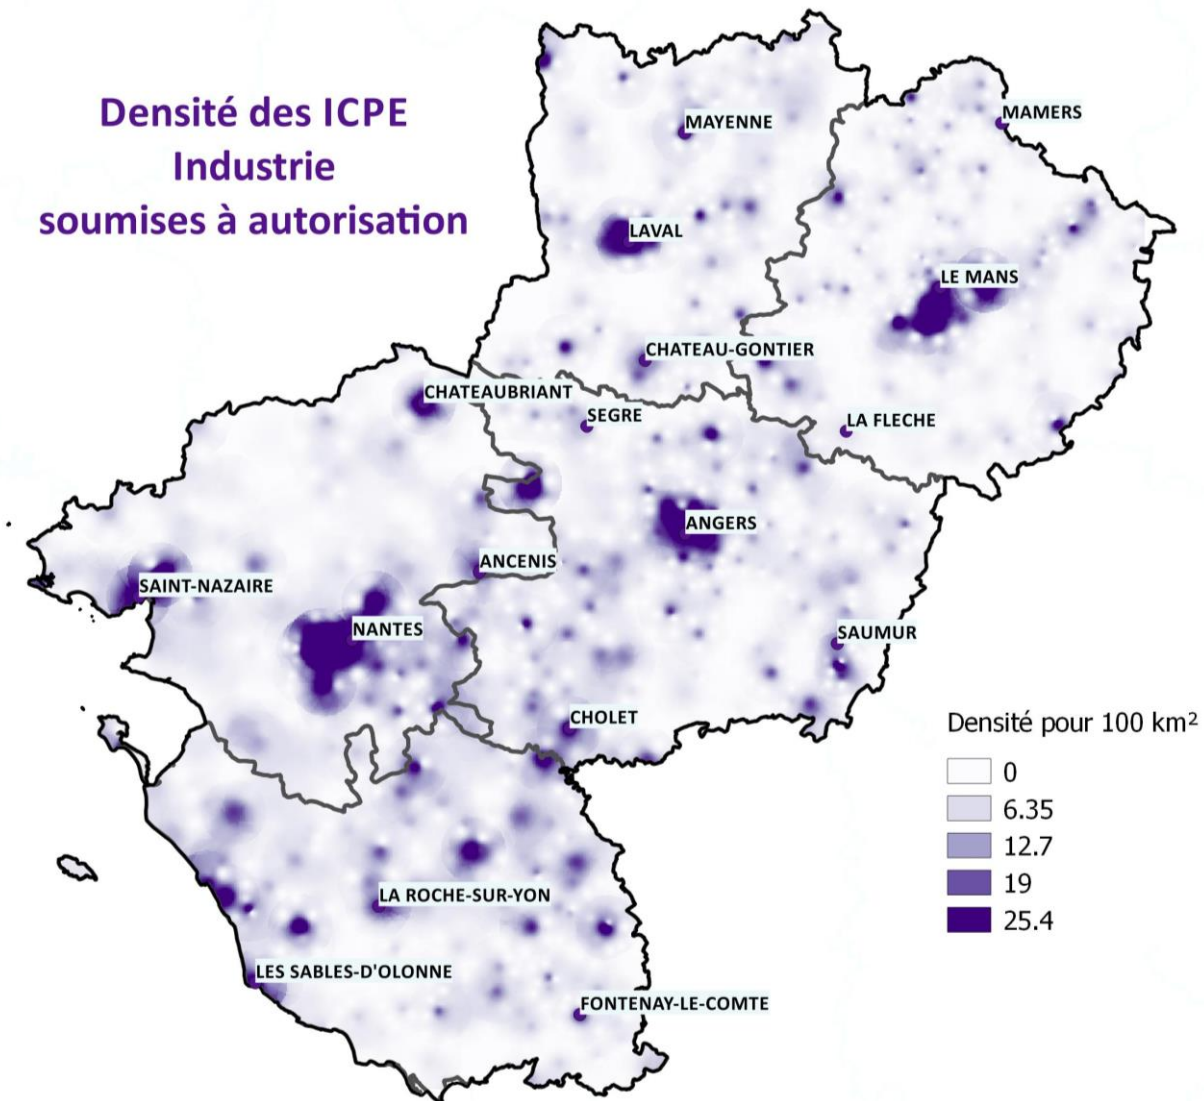 Densité des ICPE
Industrie
soumises à autorisation
MAMERS
MAYENNE
LAVAL
LE MANS
CHATEAU-GONTIER
CHATEAUBRIANT
SEGRE
LA FLECHE
ANGERS
ANCENIS
SAINT-NAZAIRE
NANTES
SAUMUR
CHOLET
Densité pour 100 km²
0
6.35
12.7
19
25.4
LA ROCHE-SUR-YON
LES SABLES-D'OLONNE
FONTENAY-LE-COMTE